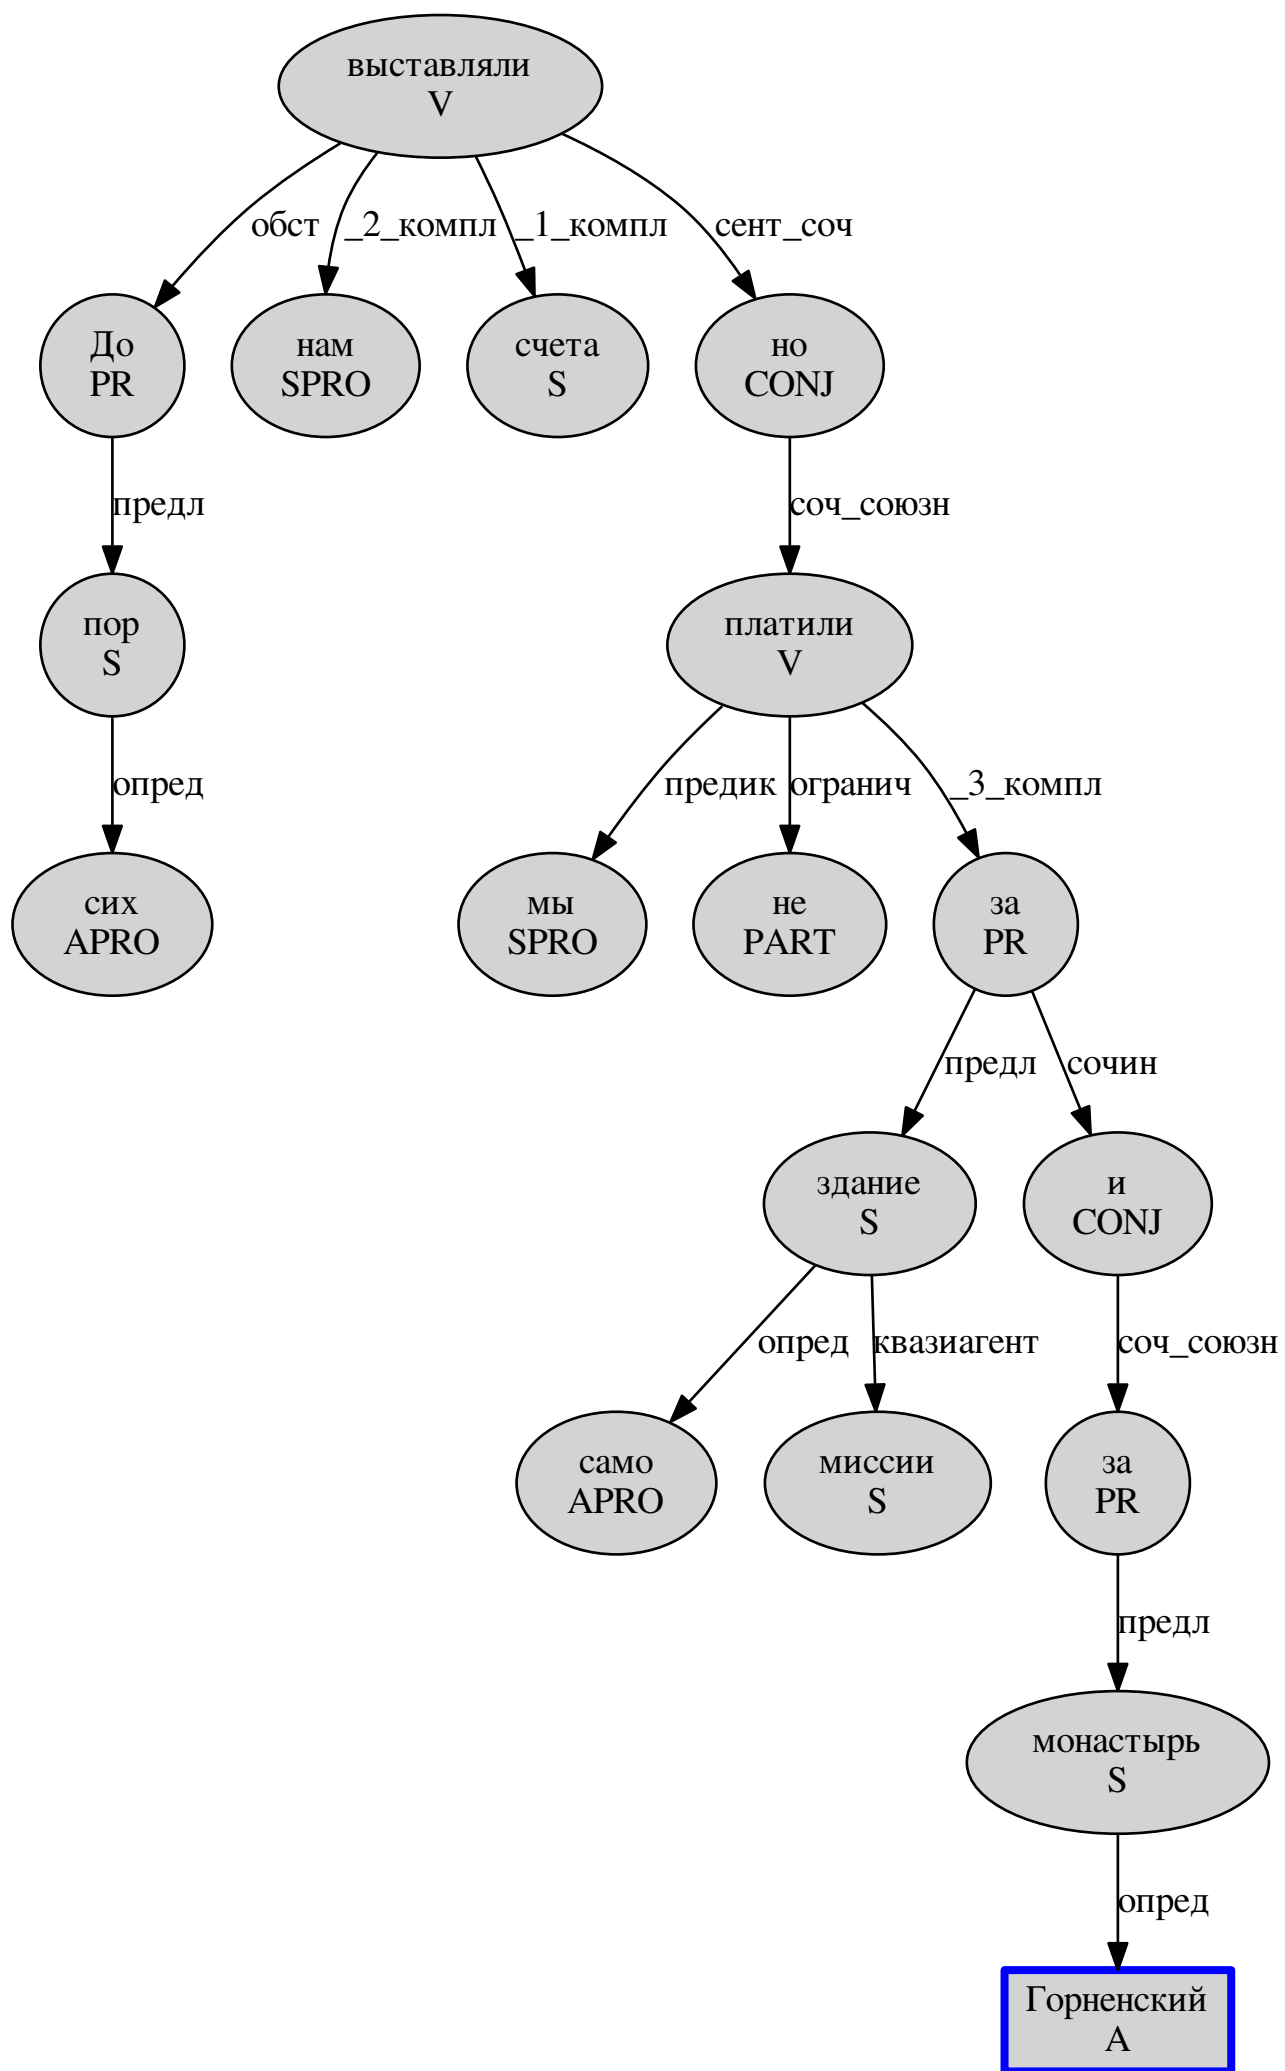 выставляли
V
обст _2_компл _1_компл сент_соч
До
PR
нам
SPRO
счета
S
но
CONJ
предл
соч_союзн
пор
S
платили
V
опред
предик огранич _3_компл
сих
APRO
мы
SPRO
не
PART
за
PR
предл сочин
здание
S
и
CONJ
опред квазиагент соч_союзн
само
APRO
миссии
S
за
PR
предл
монастырь
S
опред
Горненский
A